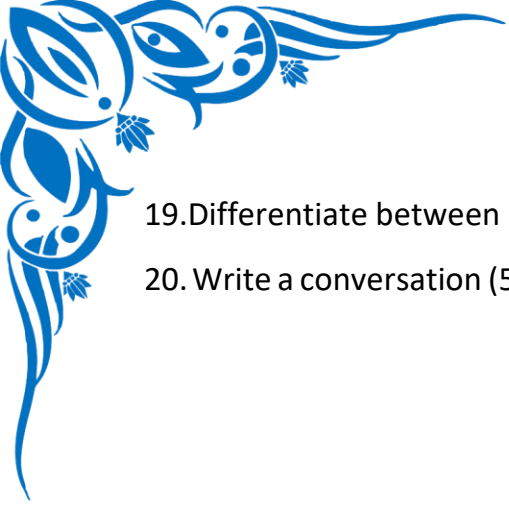 19.Differentiate between
20. Write a conversation (5